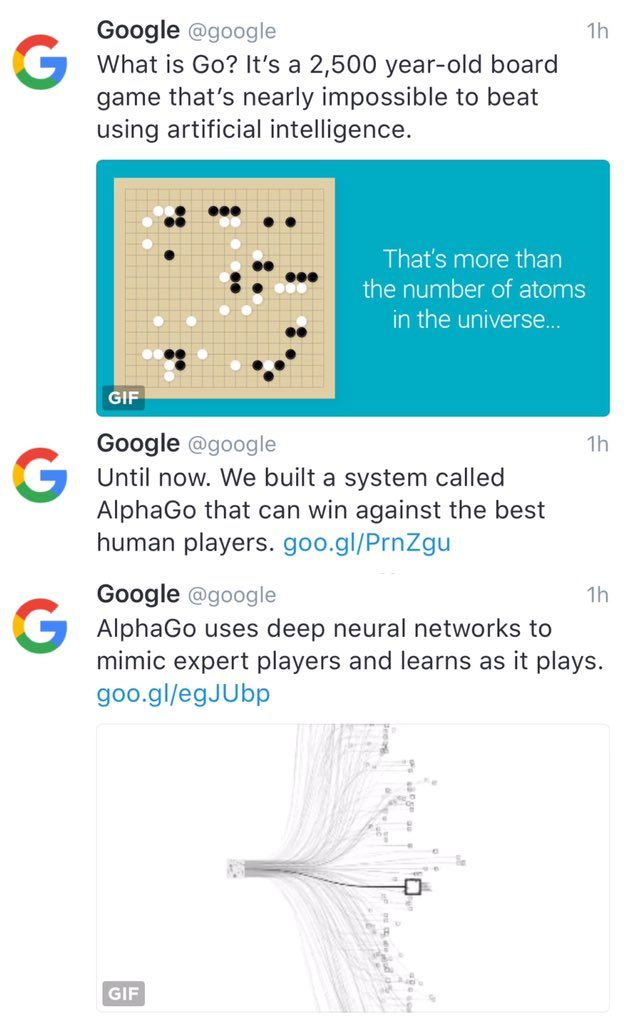 Google @google 1h
What is Go? It’s a 2,500 year-old board
game that’s nearly impossible to beat
using artificial intelligence.
That’s more than
the number of atoms
in the universe...
GIF
Google @google 1h
Until now. We built a system called
AlphaGo that can win against the best
human players. goo.gl/PrnZgu
Google @google 1h
AlphaGo uses deep neural networks to
mimic expert players and learns as it plays.
goo.gl/egJUbp
GIF